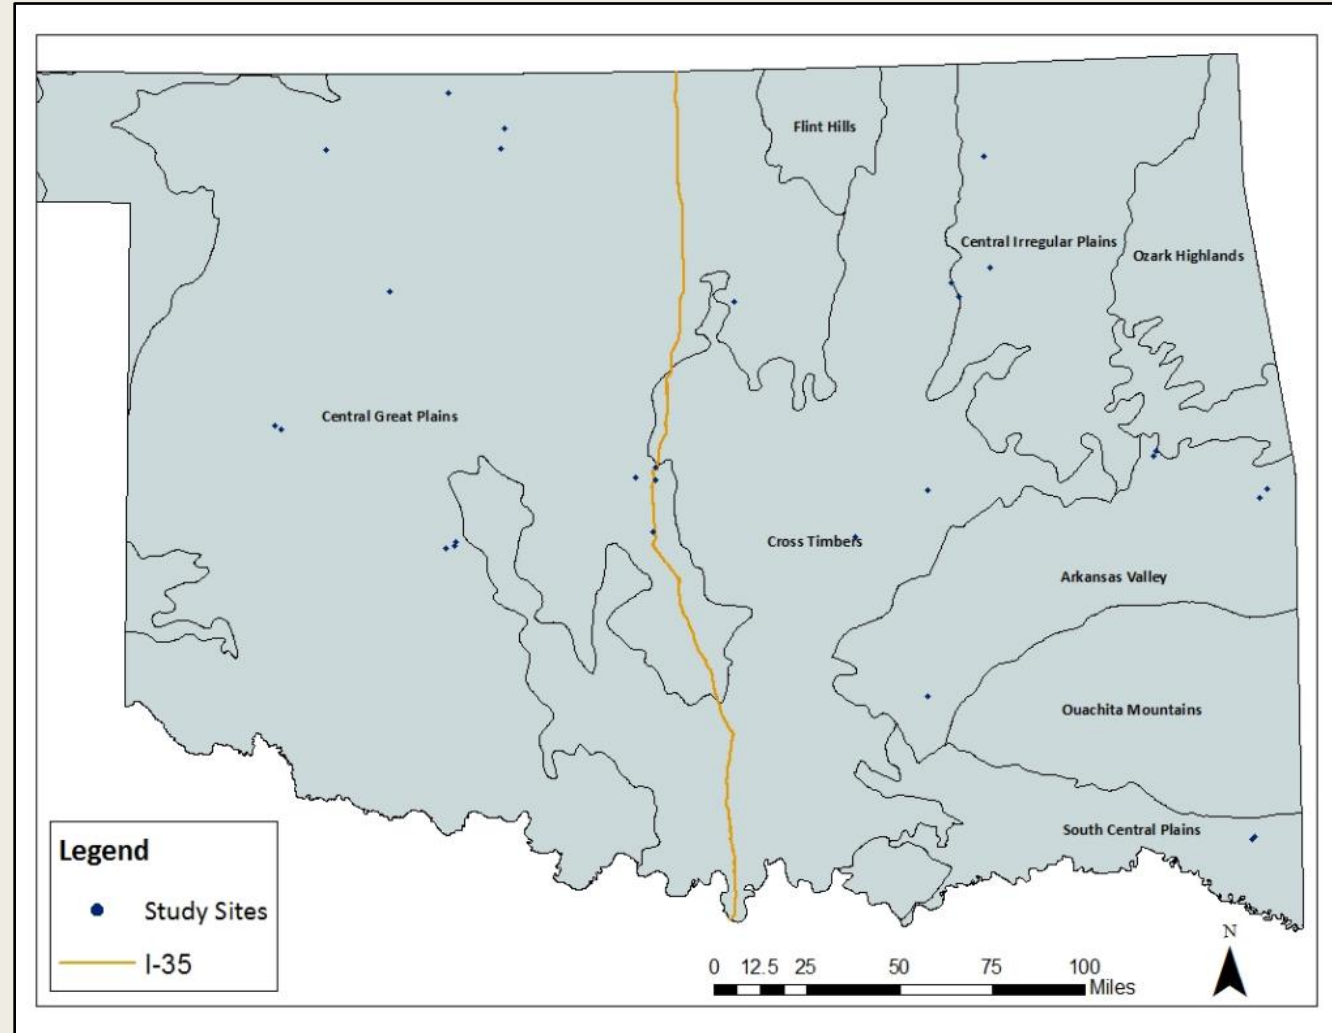 Flint Hills
Central Irregular Plains
Ozark Highlands
Central Great Plains
Cross Timbers
Arkansas Valley
Ouachita Mountains
South Central Plains
Legend
Study Sites
I-35
N
0 12.5 25 50 75 100
Miles